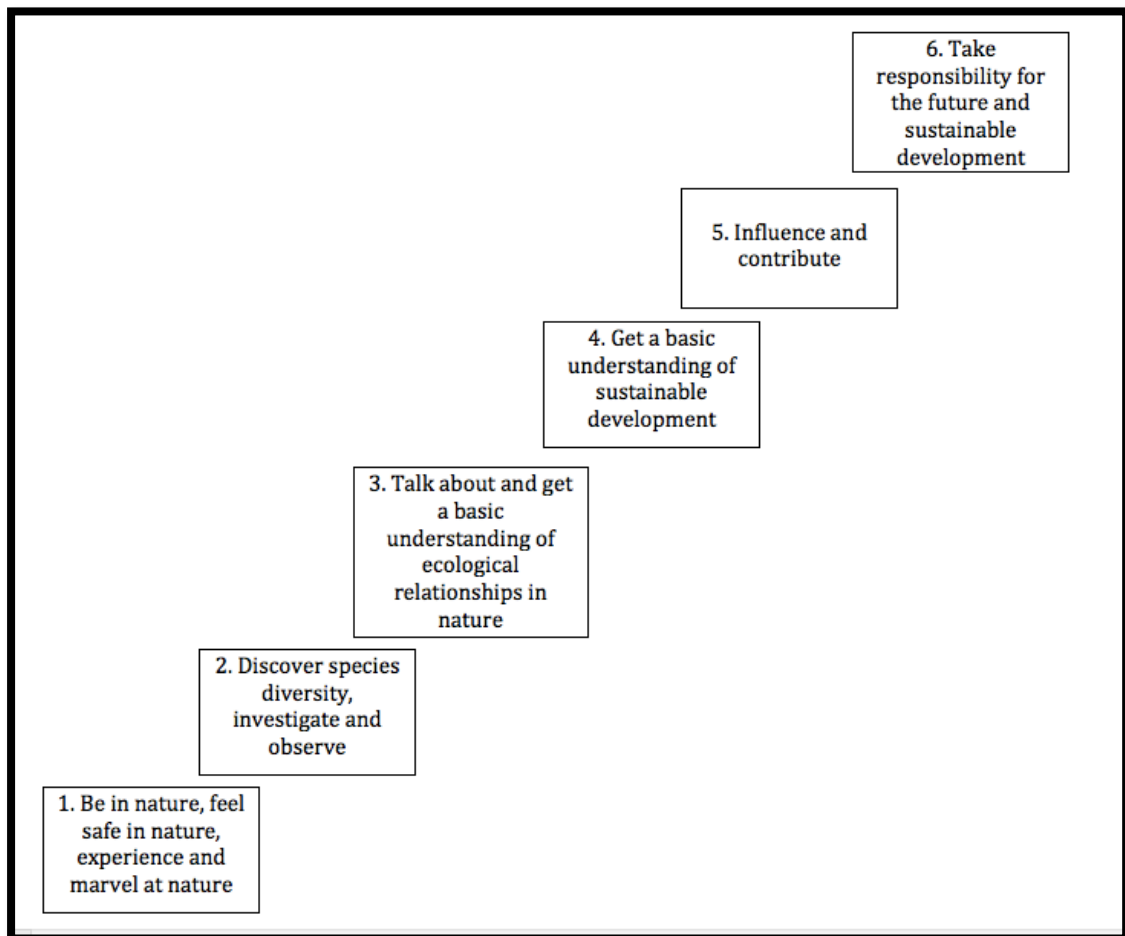 6. Take
responsibility for
the future and
sustainable
development
5. Influence and
contribute
4. Get a basic
understanding of
sustainable
development
3. Talk about and get
a basic
understanding of
ecological
relationships in
nature
2. Discover species
diversity,
investigate and
observe
1. Be in nature, feel
safe in nature,
experience and
marvel at nature